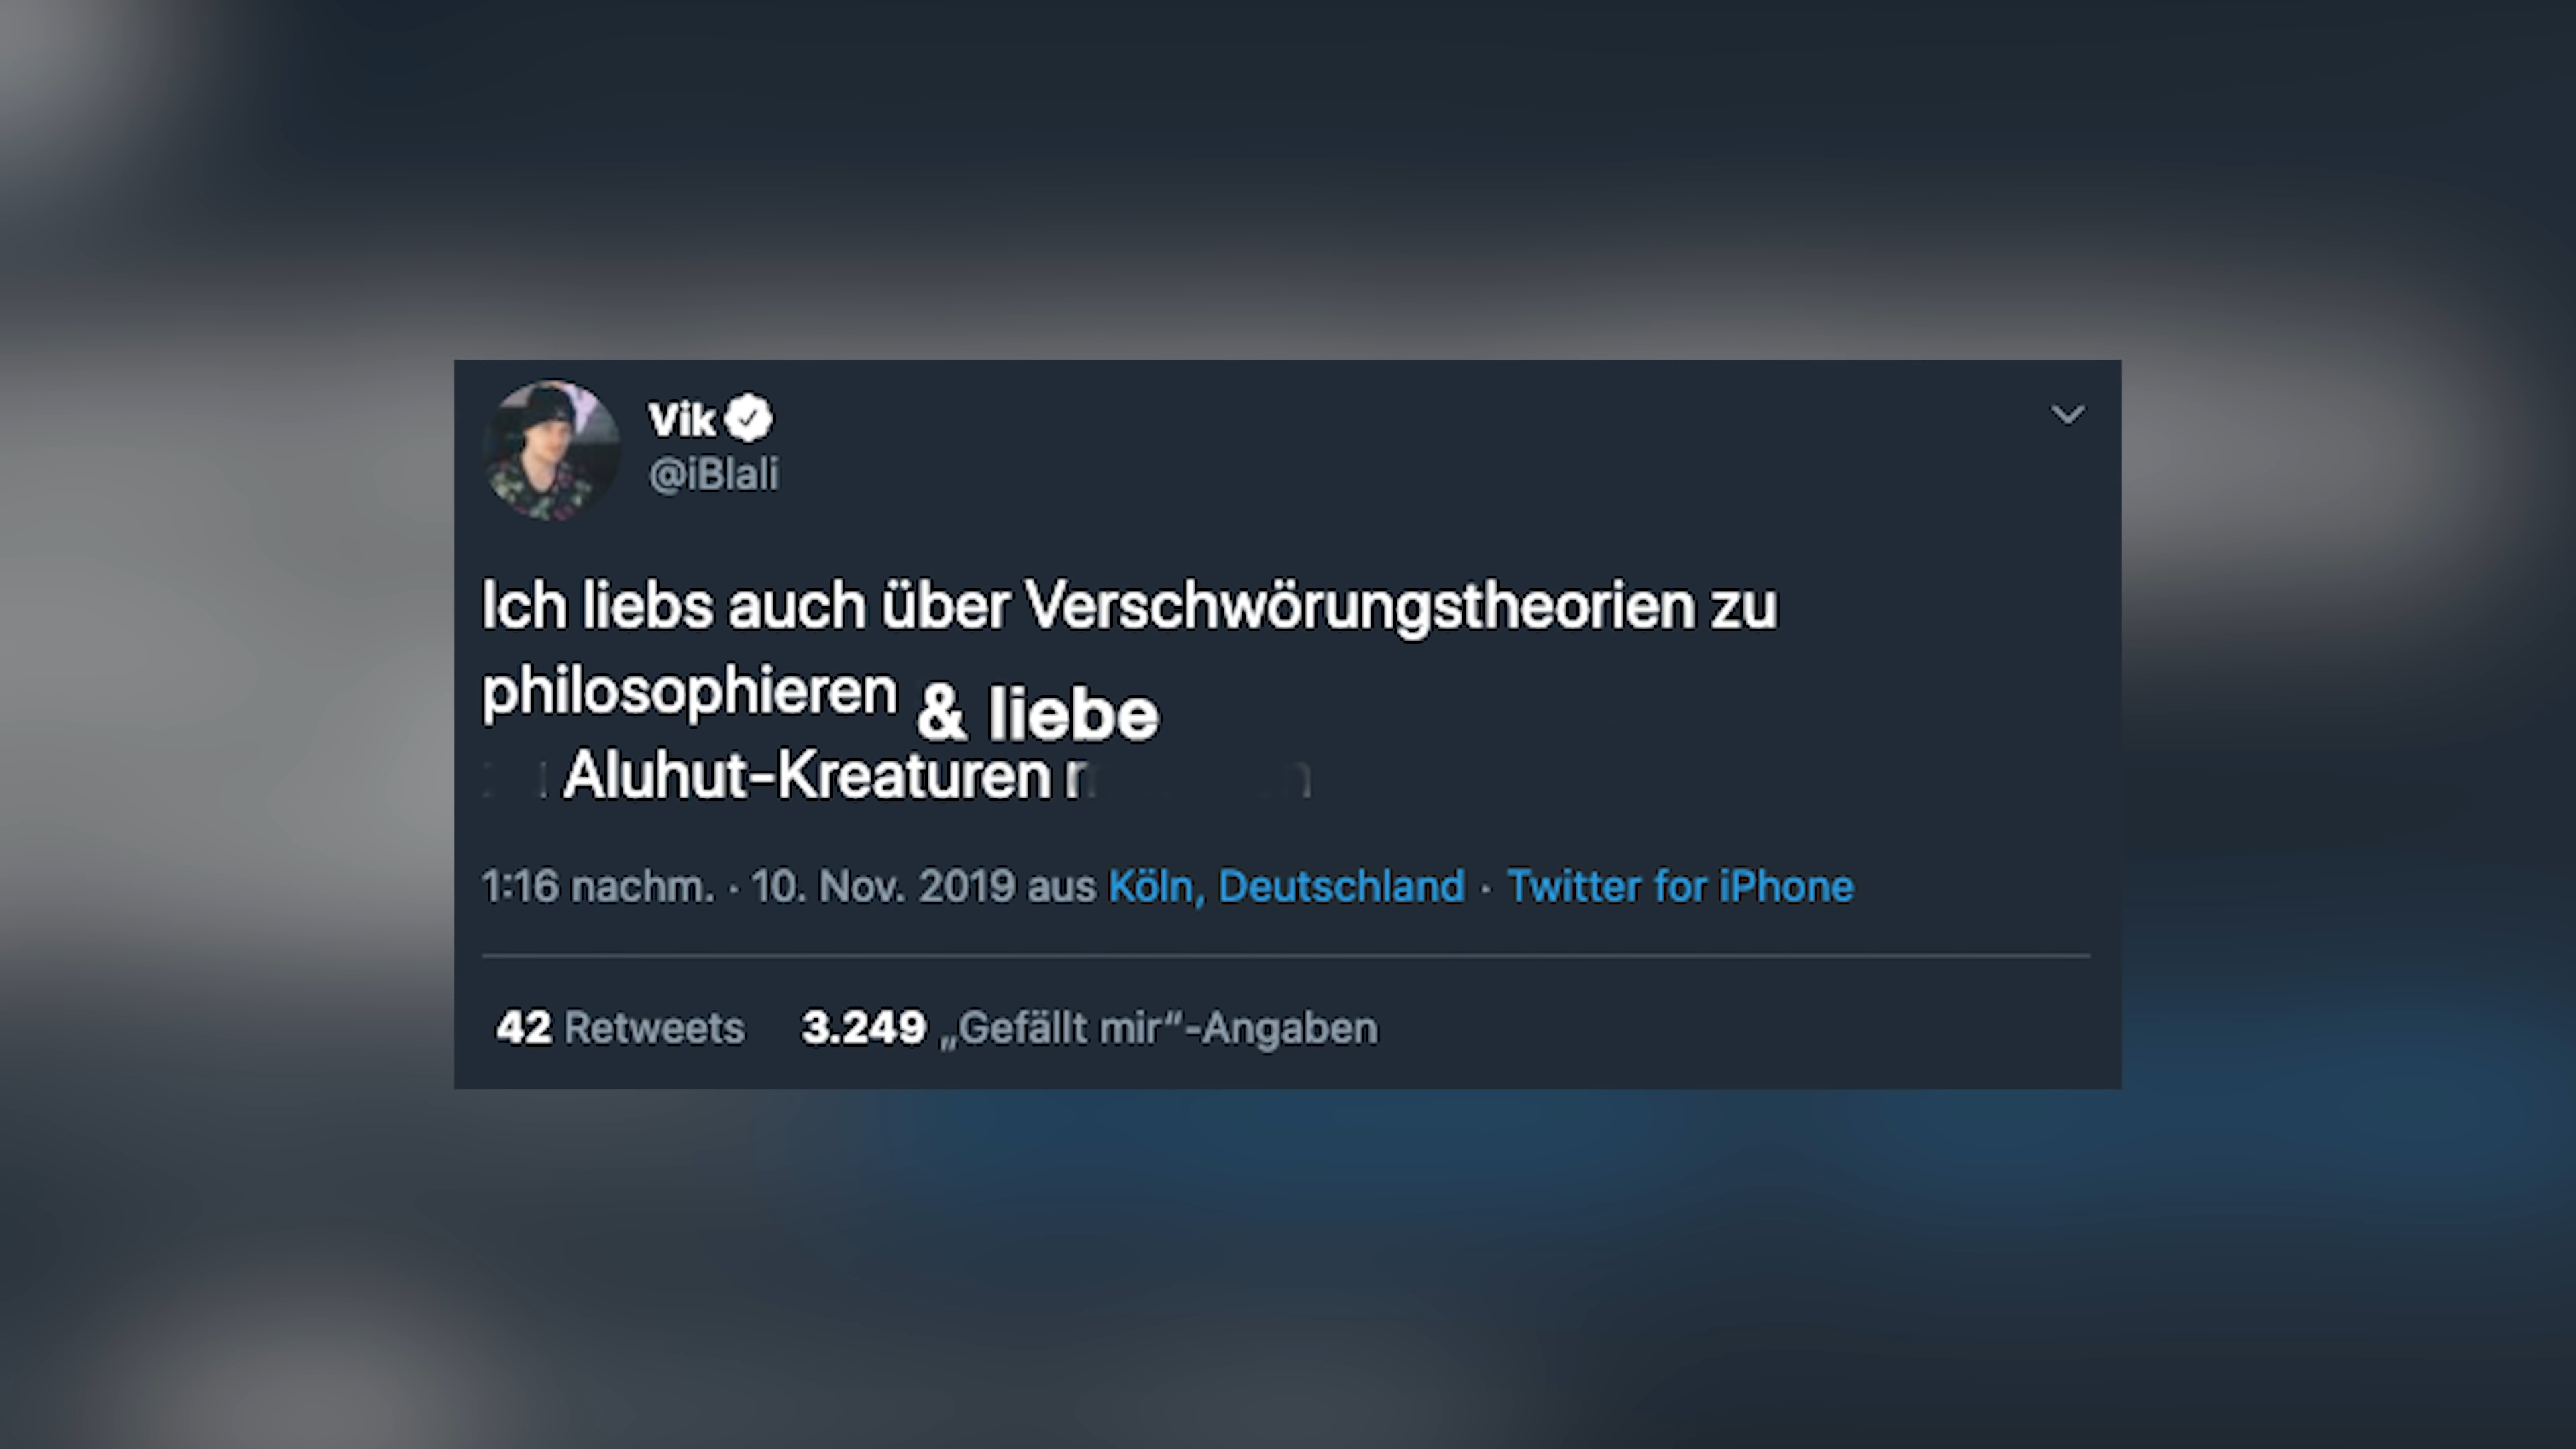 Vik
@iBlali
Ich liebs auch über Verschwörungstheorien zu
philosophieren & liebe
Aluhut-Kreaturen
1:16 nachm. · 10. Nov. 2019 aus Köln, Deutschland · Twitter for iPhone
42 Retweets 3.249 „Gefällt mir“-Angaben